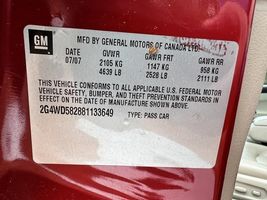 GM
MFD BY GENERAL MOTORS OF CANADA LTD
DATE GVWR GAWR FRT GAWR RR
07/07 2105 KG 1147 KG 958 KG
4639 LB 2528 LB 2111 LB
THIS VEHICLE CONFORMS TO ALL APPLICABLE U.S. FEDERAL MOTOR
VEHICLE SAFETY, BUMPER, AND THEFT PREVENTION STANDARDS
IN EFFECT ON THE DATE OF MANUFACTURE SHOWN ABOVE.
2G4WD582881133649 TYPE: PASS CAR